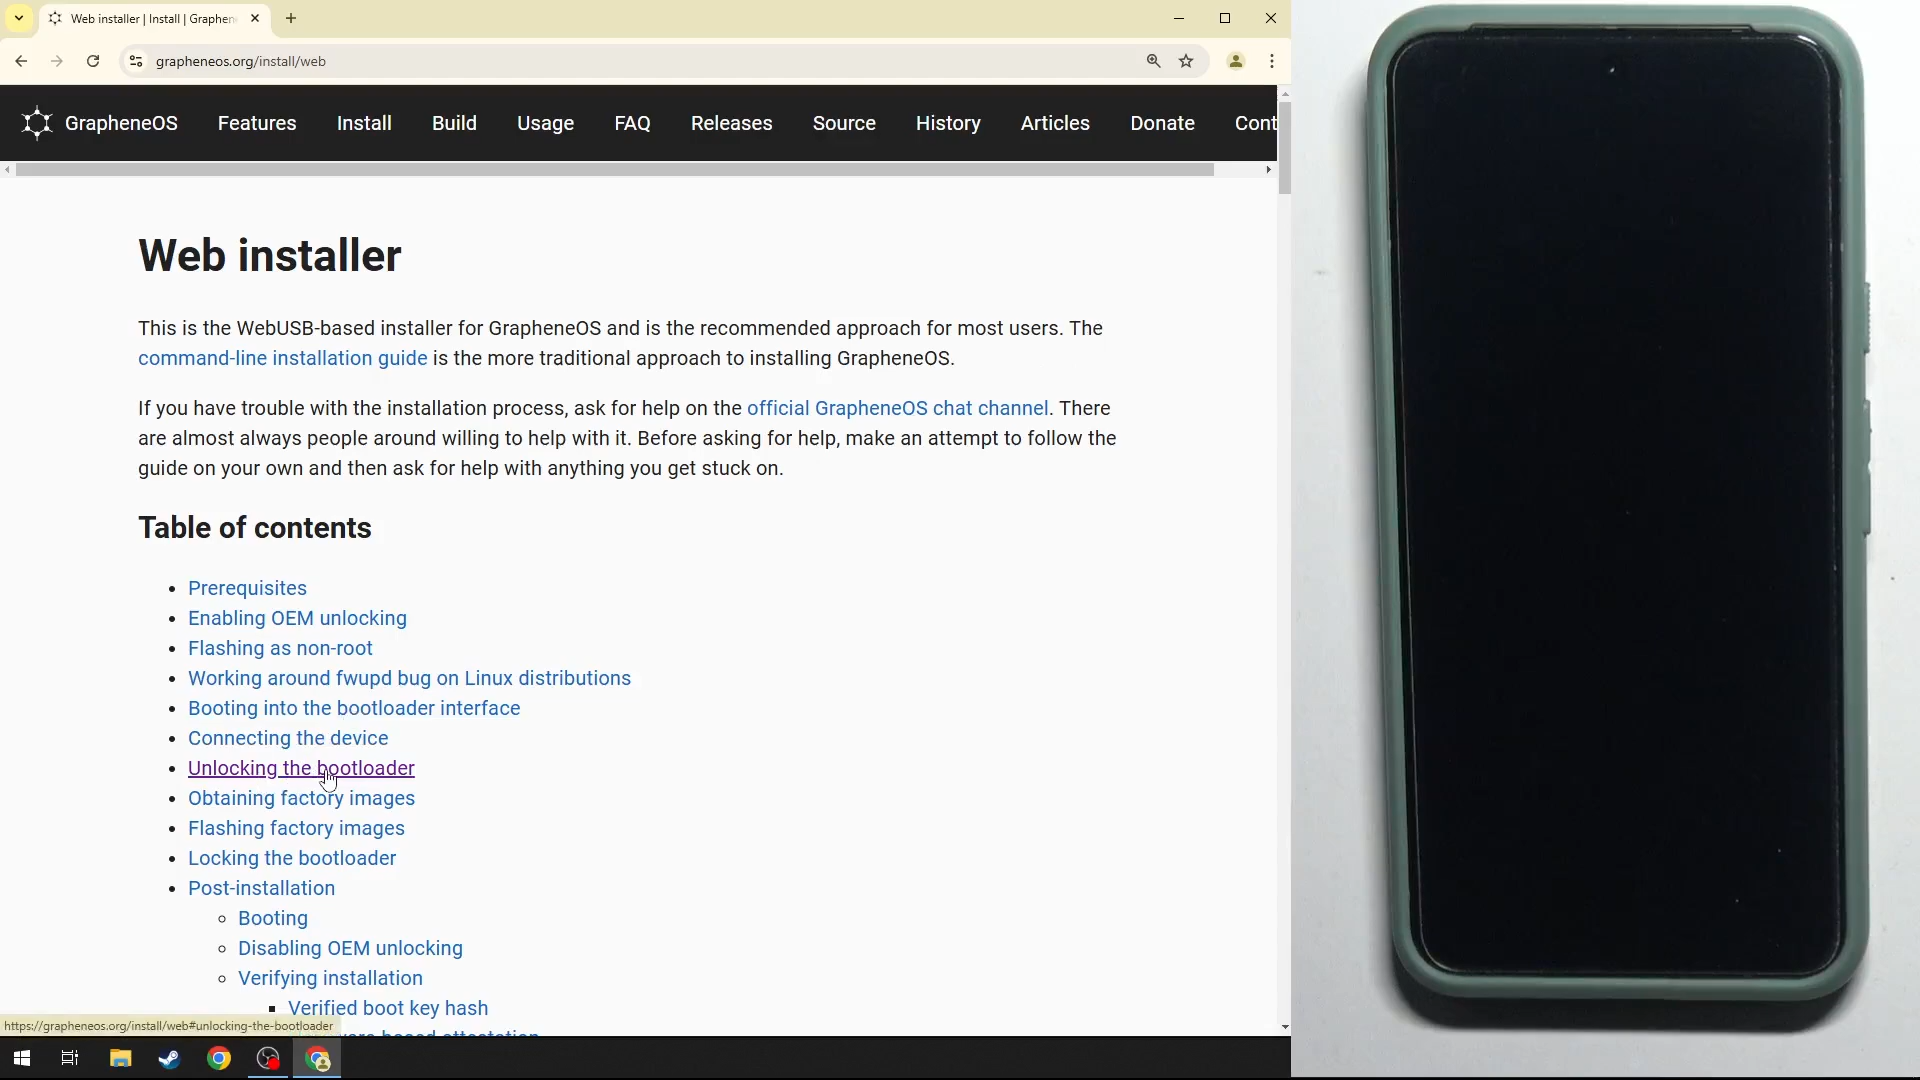 Web installer | Install | Graphen
grapheneos.org/install/web
GrapheneOS Features Install Build Usage FAQ Releases Source History Articles Donate Cont
Web installer
This is the WebUSB-based installer for GrapheneOS and is the recommended approach for most users. The
command-line installation guide is the more traditional approach to installing GrapheneOS.
If you have trouble with the installation process, ask for help on the official GrapheneOS chat channel. There
are almost always people around willing to help with it. Before asking for help, make an attempt to follow the
guide on your own and then ask for help with anything you get stuck on.
Table of contents
Prerequisites
Enabling OEM unlocking
Flashing as non-root
Working around fwupd bug on Linux distributions
Booting into the bootloader interface
Connecting the device
Unlocking the bootloader
Obtaining factory images
Flashing factory images
Locking the bootloader
Post-installation
Booting
Disabling OEM unlocking
Verifying installation
Verified boot key hash
https://grapheneos.org/install/web#unlocking-the-bootloader